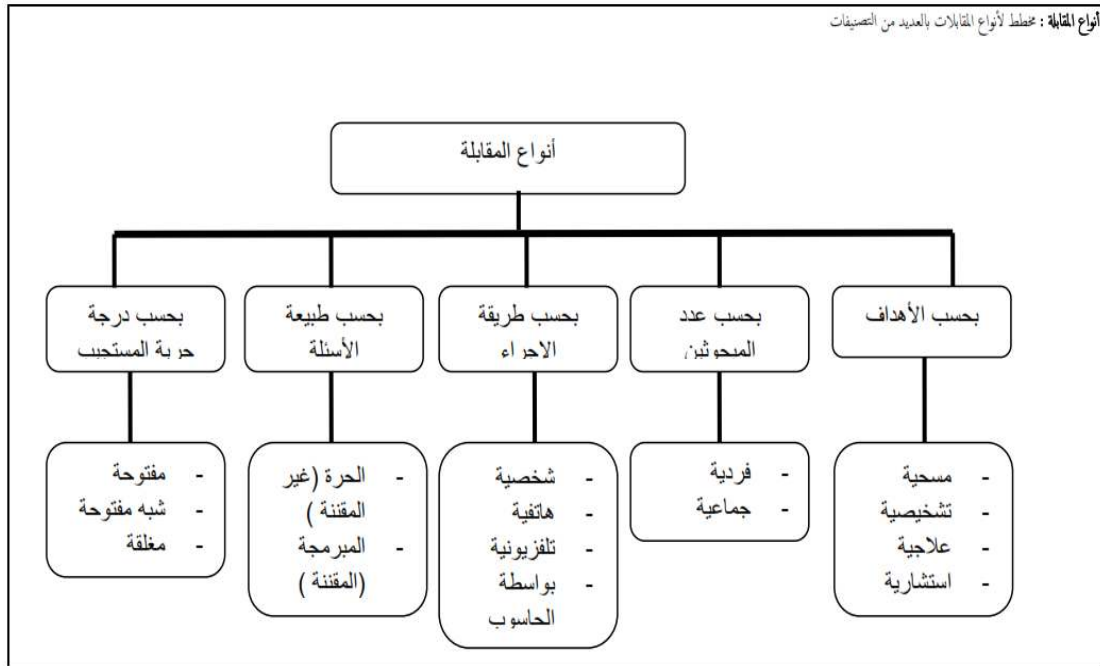 أنواع المقابلة : مخطط لأنواع المقابلات بالعديد من التصنيفات
أنواع المقابلة
بحسب الأهداف
بحسب عدد
المبحوثين
بحسب طريقة
الاجراء
بحسب طبيعة
الأسئلة
بحسب درجة
حرية المستجيب
- مسحية
- تشخيصية
- علاجية
- استشارية
- فردية
- جماعية
- شخصية
- هاتفية
- تلفزيونية
- بواسطة
الحاسوب
- الحرة (غير
المقننة )
- المبرمجة
(المقننة )
- مفتوحة
- شبه مفتوحة
- مغلقة